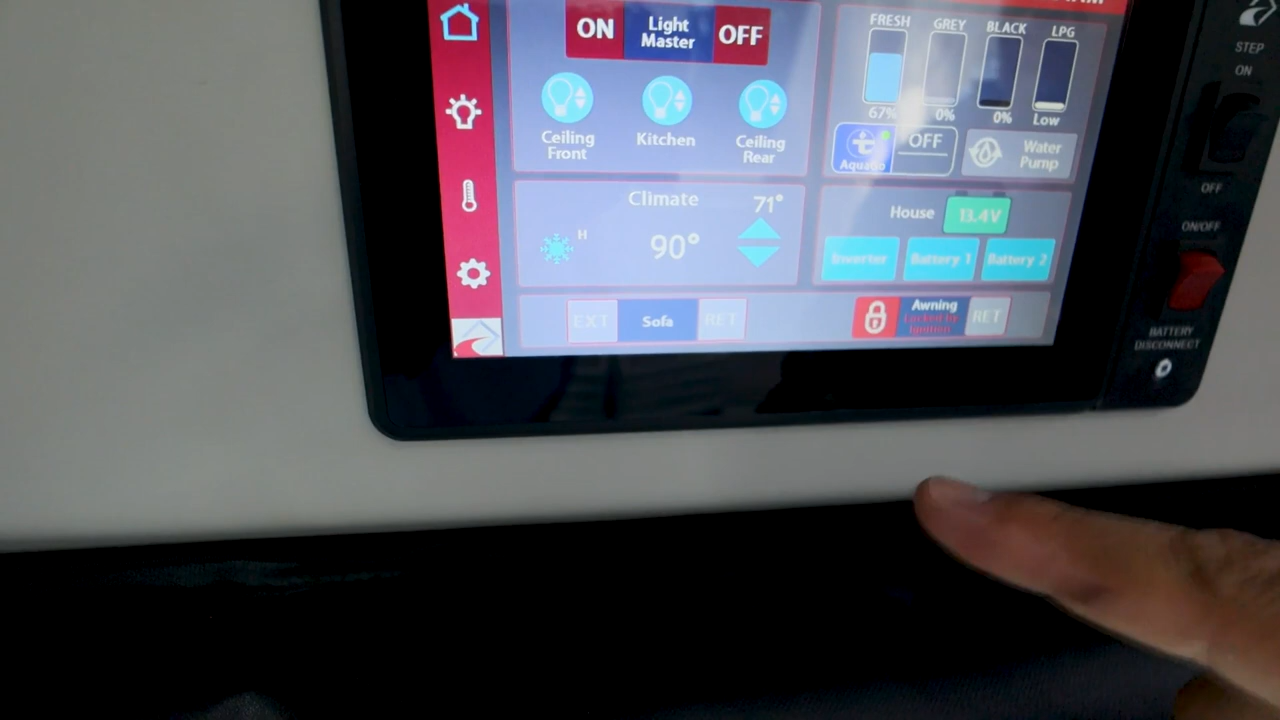 ON
Light
Master
OFF
Ceiling
Front
Kitchen
Ceiling
Rear
FRESH
GREY
BLACK
LPG
67%
0%
0%
Low
OFF
Water
Pump
Climate
71°
H
90°
House
13.4V
Inverter
Battery 1
Battery 2
EXT
Sofa
RET
Awning
Locked by
Ignition
RET
STEP
ON
OFF
ON/OFF
BATTERY
DISCONNECT